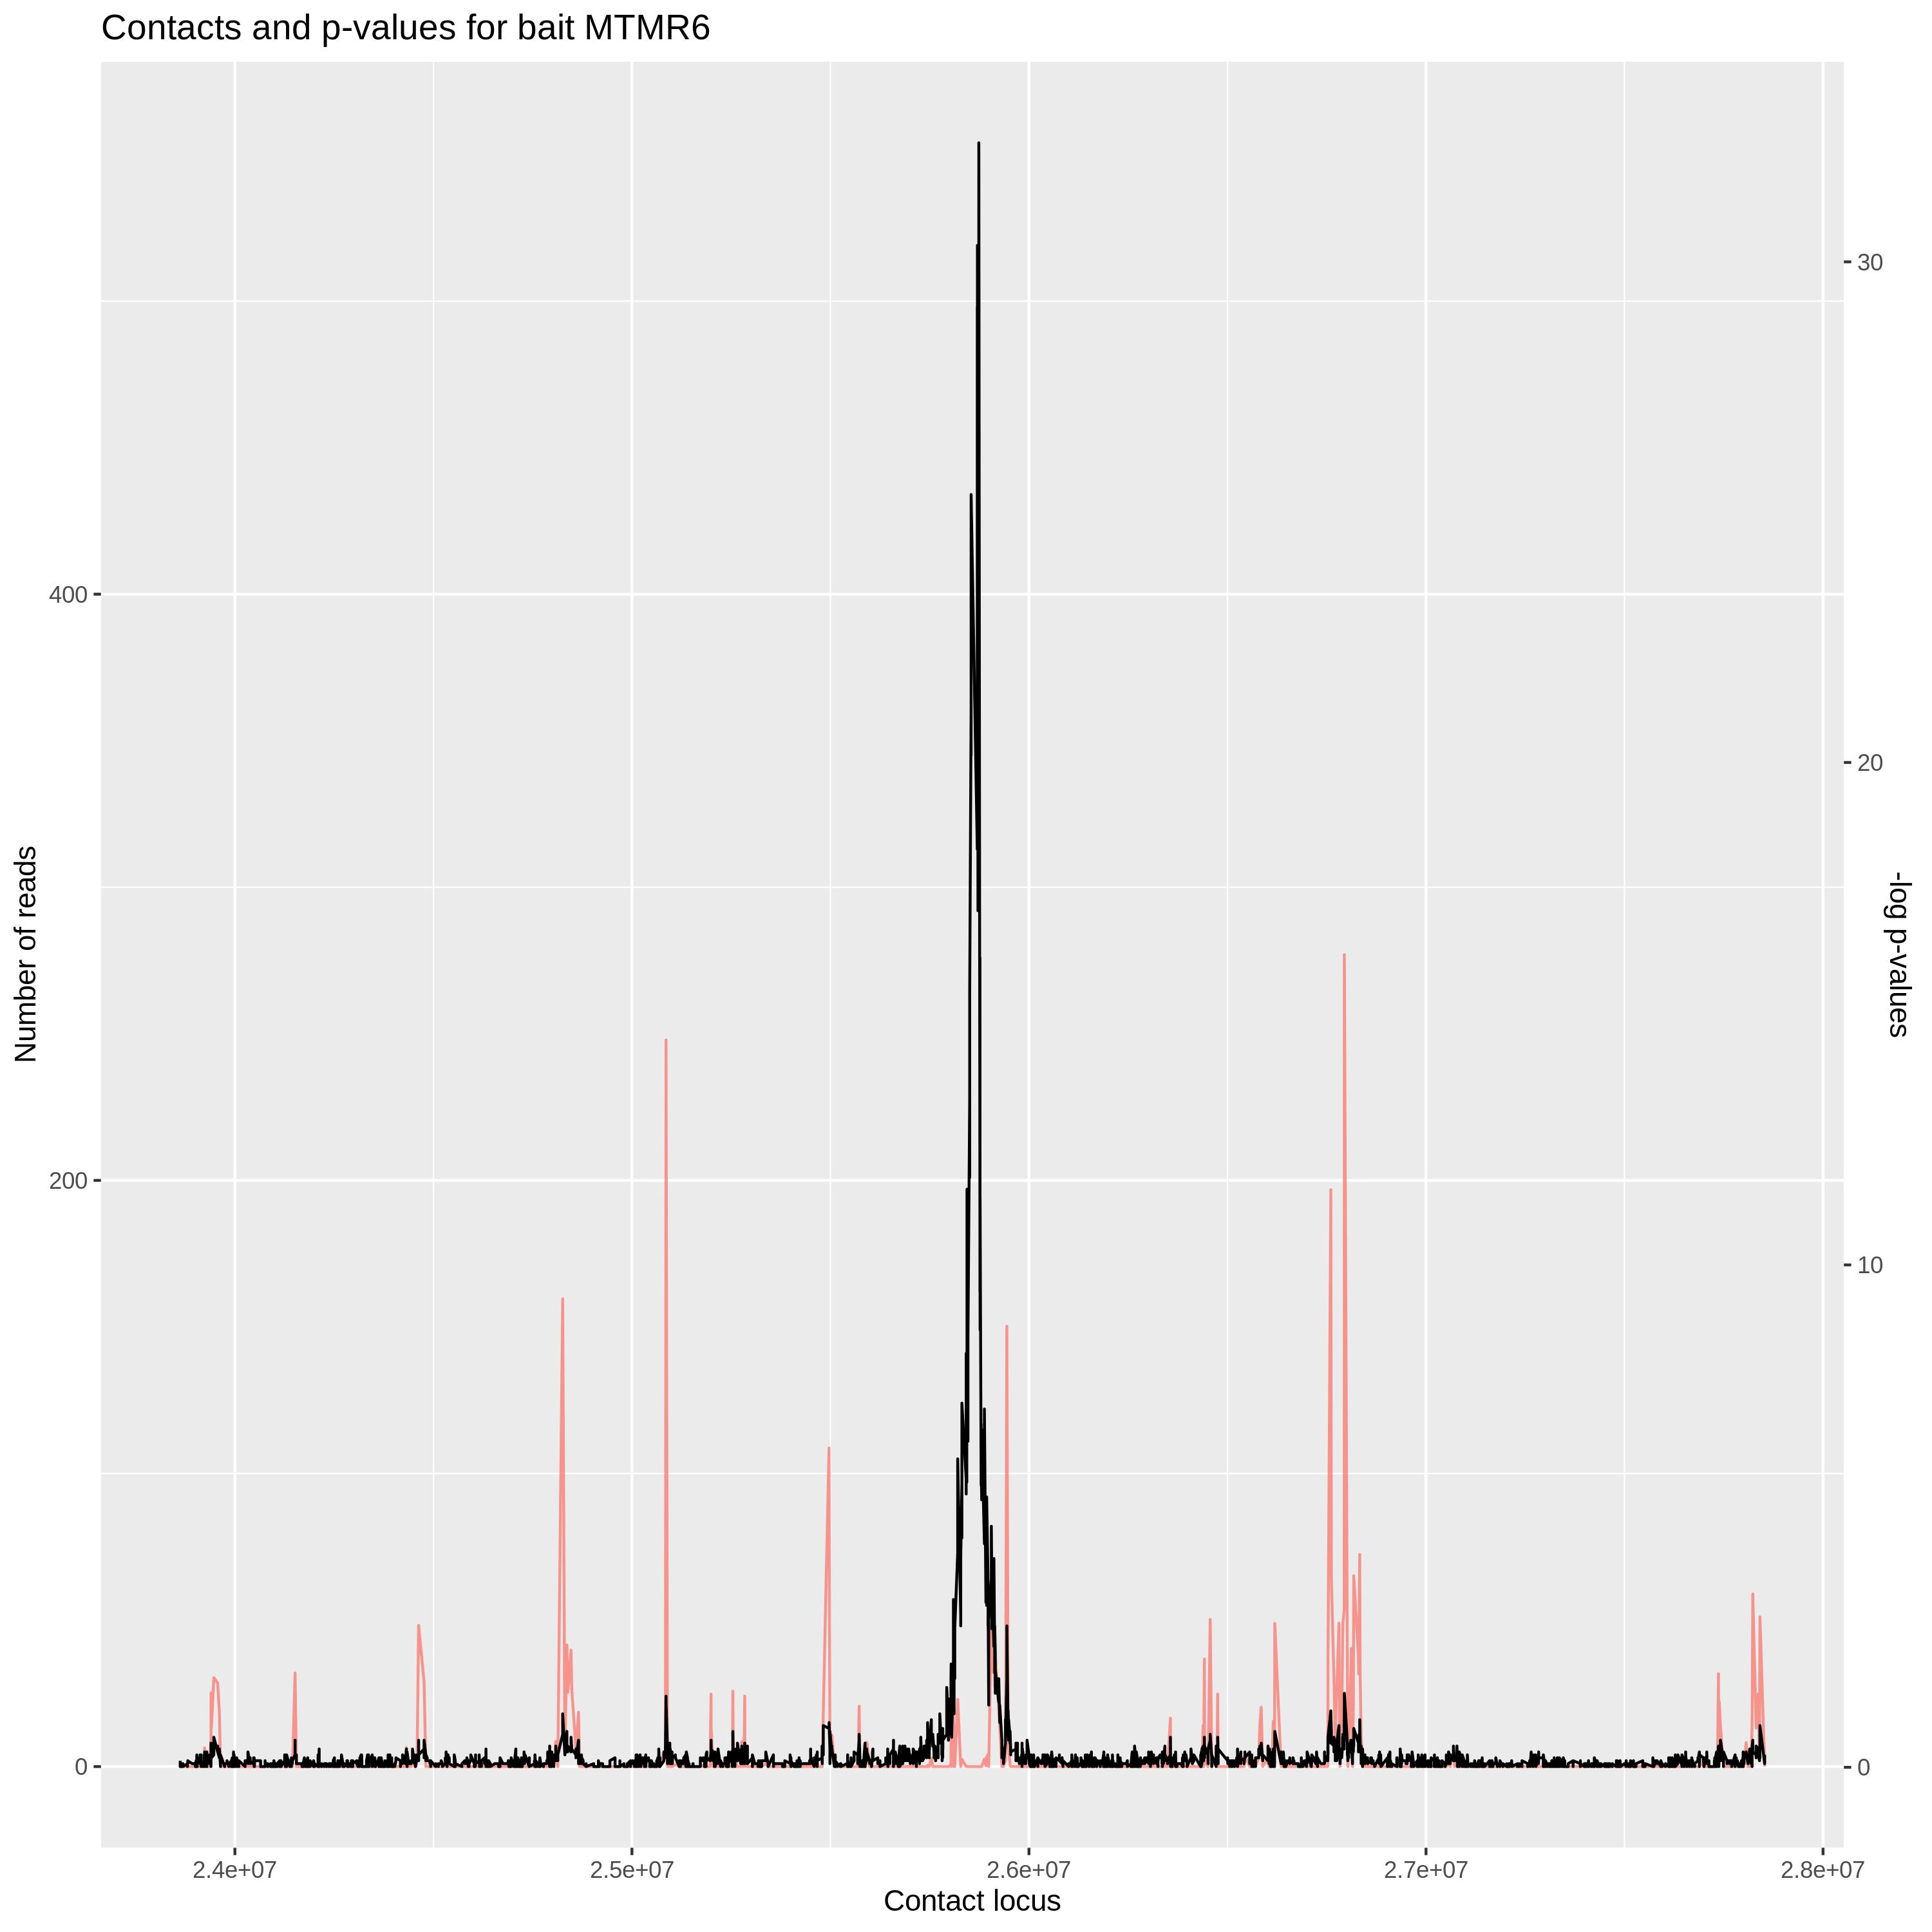 Contacts and p-values for bait MTMR6
Number of reads
400
200
0
30
20
10
0
-log p-values
2.4e+07 2.5e+07 2.6e+07 2.7e+07 2.8e+07
Contact locus